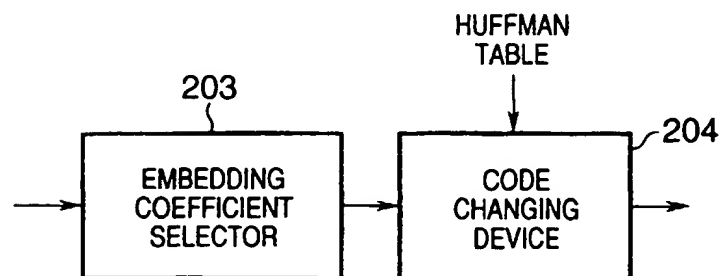 HUFFMAN
TABLE
203
204
EMBEDDING
COEFFICIENT
SELECTOR
CODE
CHANGING
DEVICE